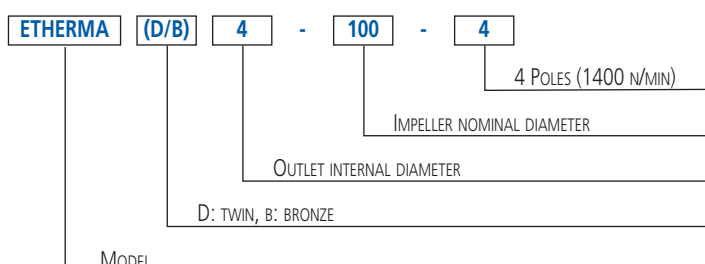 ETHERMA (D/B) 4 - 100 - 4
4 POLES (1400 N/MIN)
IMPELLER NOMINAL DIAMETER
OUTLET INTERNAL DIAMETER
D: TWIN, B: BRONZE
MODEL